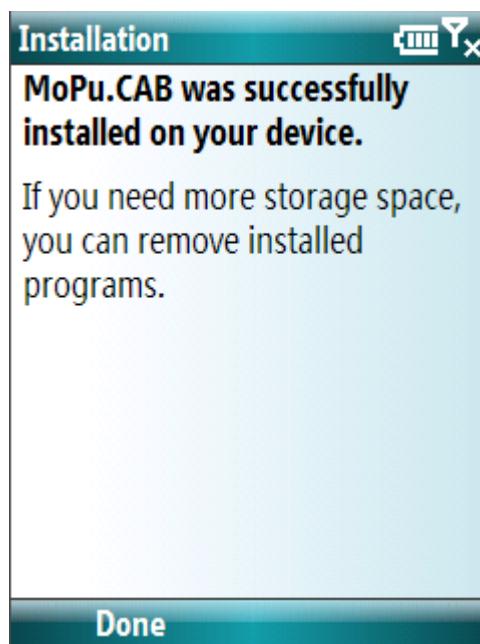 Installation
MoPu.CAB was successfully
installed on your device.
If you need more storage space,
you can remove installed
programs.
Done